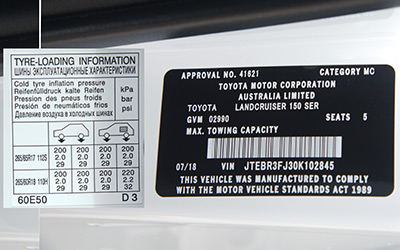 TYRE-LOADING INFORMATION
ШИНЫ ЭКСПЛУАТАЦИОННЫЕ ХАРАКТЕРИСТИКИ
Cold tyre inflation pressure
Reifenfülldruck kalte Reifen
Pression des pneus froids
Presión de neumáticos frio
Давление воздуха в холодных шинах
kPa
bar
psi
265/65R17 112S 200 2.0 29 200 2.0 29 200 2.0 29 200 2.0 29
265/60R18 110H 200 2.0 29 200 2.0 29 200 2.0 29 220 2.2 32
60E50 D 3
APPROVAL NO. 41621 CATEGORY MC
TOYOTA MOTOR CORPORATION
AUSTRALIA LIMITED
TOYOTA LANDCRUISER 150 SER
GVM 02990 SEATS 5
MAX. TOWING CAPACITY
07/18 VIN JTEBR3FJ30K102845
THIS VEHICLE WAS MANUFACTURED TO COMPLY
WITH THE MOTOR VEHICLE STANDARDS ACT 1989